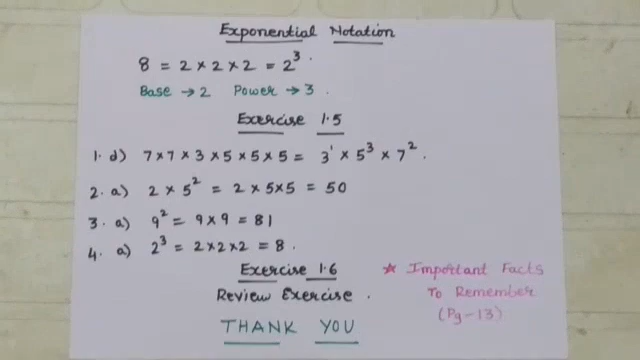 Exponential Notation
8 = 2 × 2 × 2 = 2³.
Base → 2 Power → 3.
Exercise 1.5
1. d) 7×7×3×5×5×5 = 3¹ × 5³ × 7².
2. a) 2 × 5² = 2 × 5×5 = 50
3. a) 9² = 9×9 = 81
4. a) 2³ = 2×2×2 = 8.
Exercise 1.6
Review Exercise.
* Important Facts
To Remember
(Pg-13)
THANK YOU